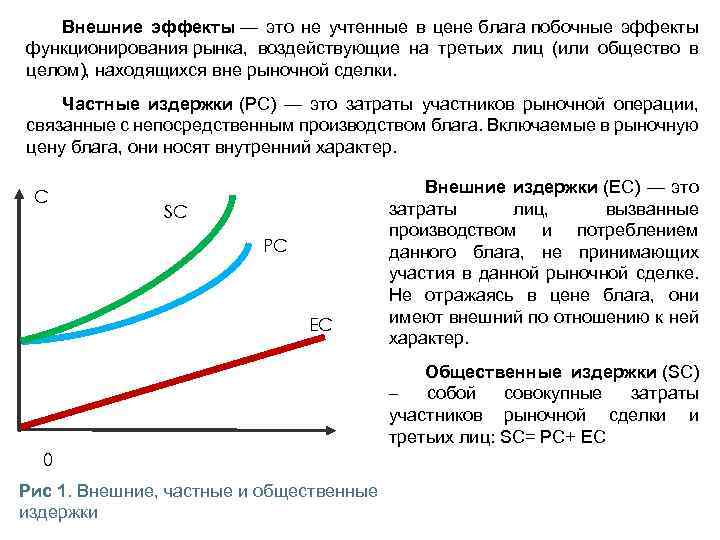 Внешние эффекты — это не учтенные в цене блага побочные эффекты
функционирования рынка, воздействующие на третьих лиц (или общество в
целом), находящихся вне рыночной сделки.
Частные издержки (PC) — это затраты участников рыночной операции,
связанные с непосредственным производством блага. Включаемые в рыночную
цену блага, они носят внутренний характер.
C
SC
PC
EC
0
Рис 1. Внешние, частные и общественные
издержки
Внешние издержки (EC) — это
затраты лиц, вызванные
производством и потреблением
данного блага, не принимающих
участия в данной рыночной сделке.
Не отражаясь в цене блага, они
имеют внешний по отношению к ней
характер.
Общественные издержки (SC)
– собой совокупные затраты
участников рыночной сделки и
третьих лиц: SC= PC+ EC